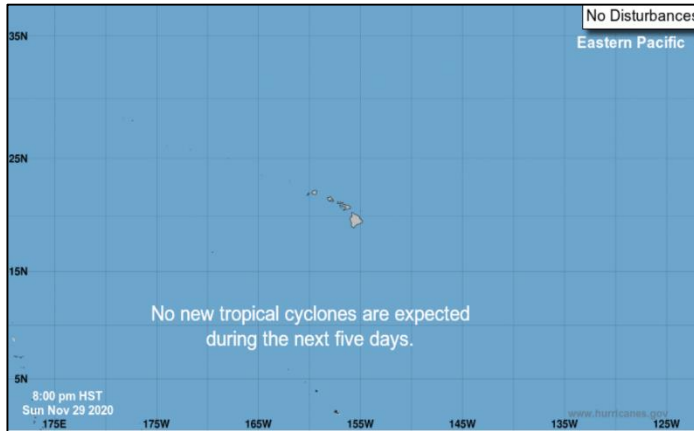 No Disturbances
35N
Eastern Pacific
25N
15N
No new tropical cyclones are expected
during the next five days.
5N
8:00 pm HST
Sun Nov 29 2020
www.hurricanes.gov
175E 175W 165W 155W 145W 135W 125W